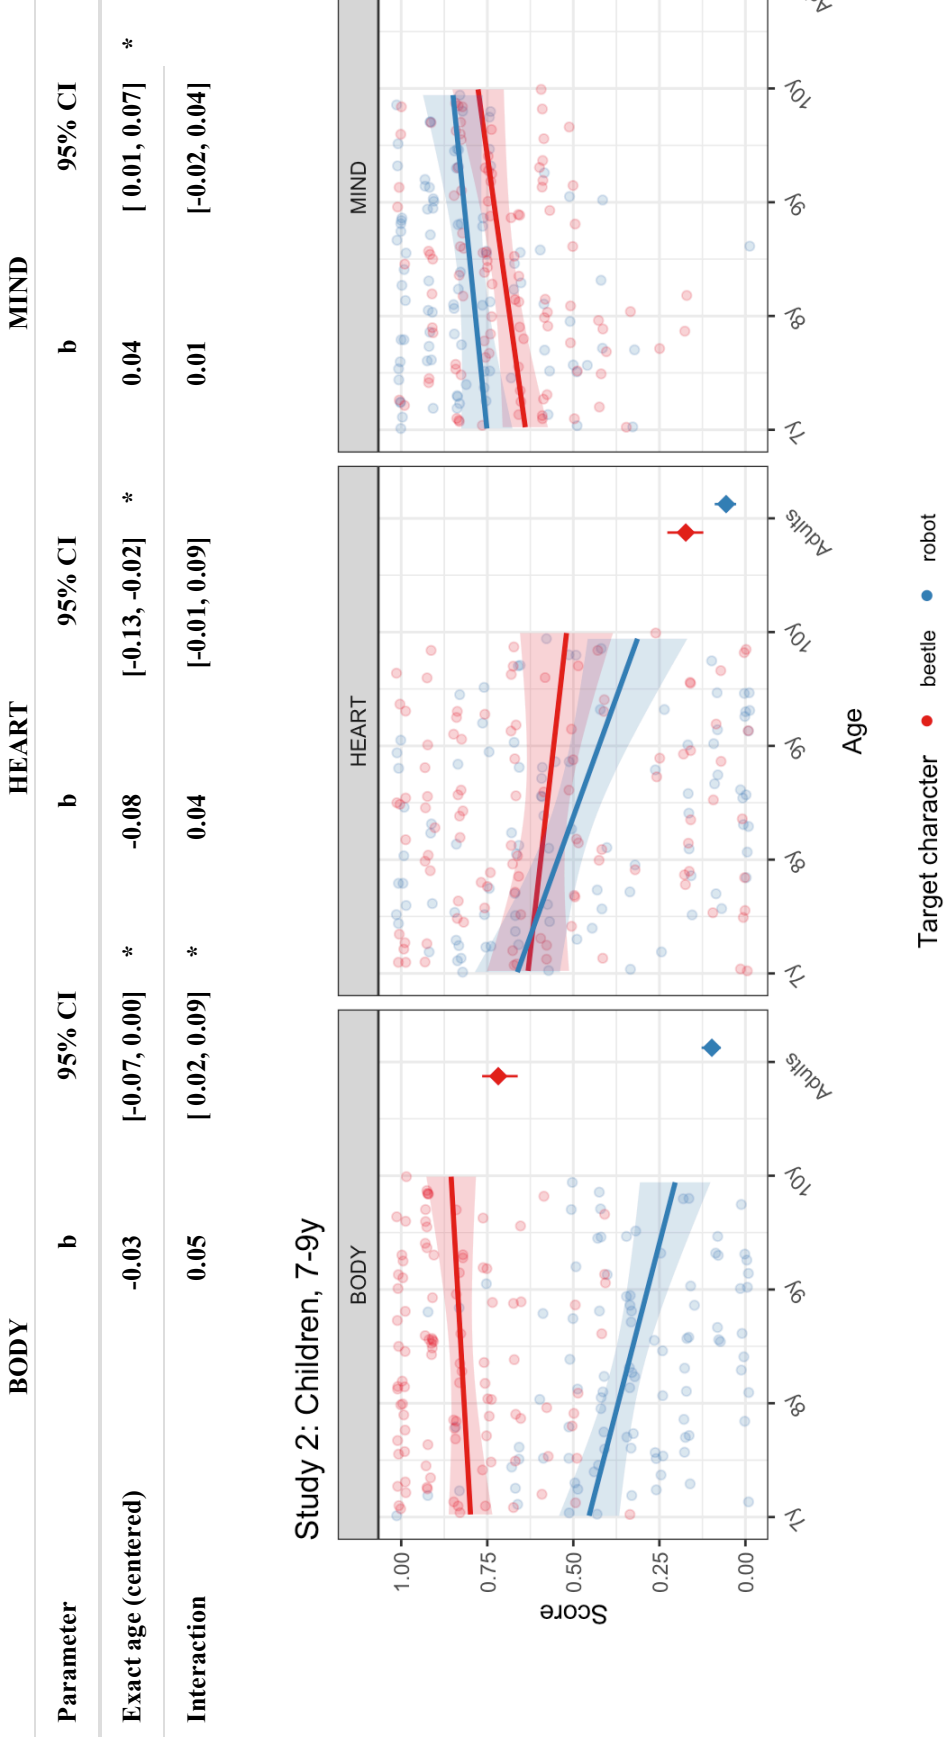 BODY HEART MIND
Parameter b 95% CI b 95% CI b 95% CI
Exact age (centered) -0.03 [-0.07, 0.00] * -0.08 [-0.13, -0.02] * 0.04 [ 0.01, 0.07] *
Interaction 0.05 [ 0.02, 0.09] * 0.04 [-0.01, 0.09] 0.01 [-0.02, 0.04]
Study 2: Children, 7-9y
BODY HEART MIND
1.00
0.75
0.50
0.25
0.00
Score
7y 8y 9y 10y Adults 7y 8y 9y 10y Adults 7y 8y 9y 10y
Age
Target character beetle robot